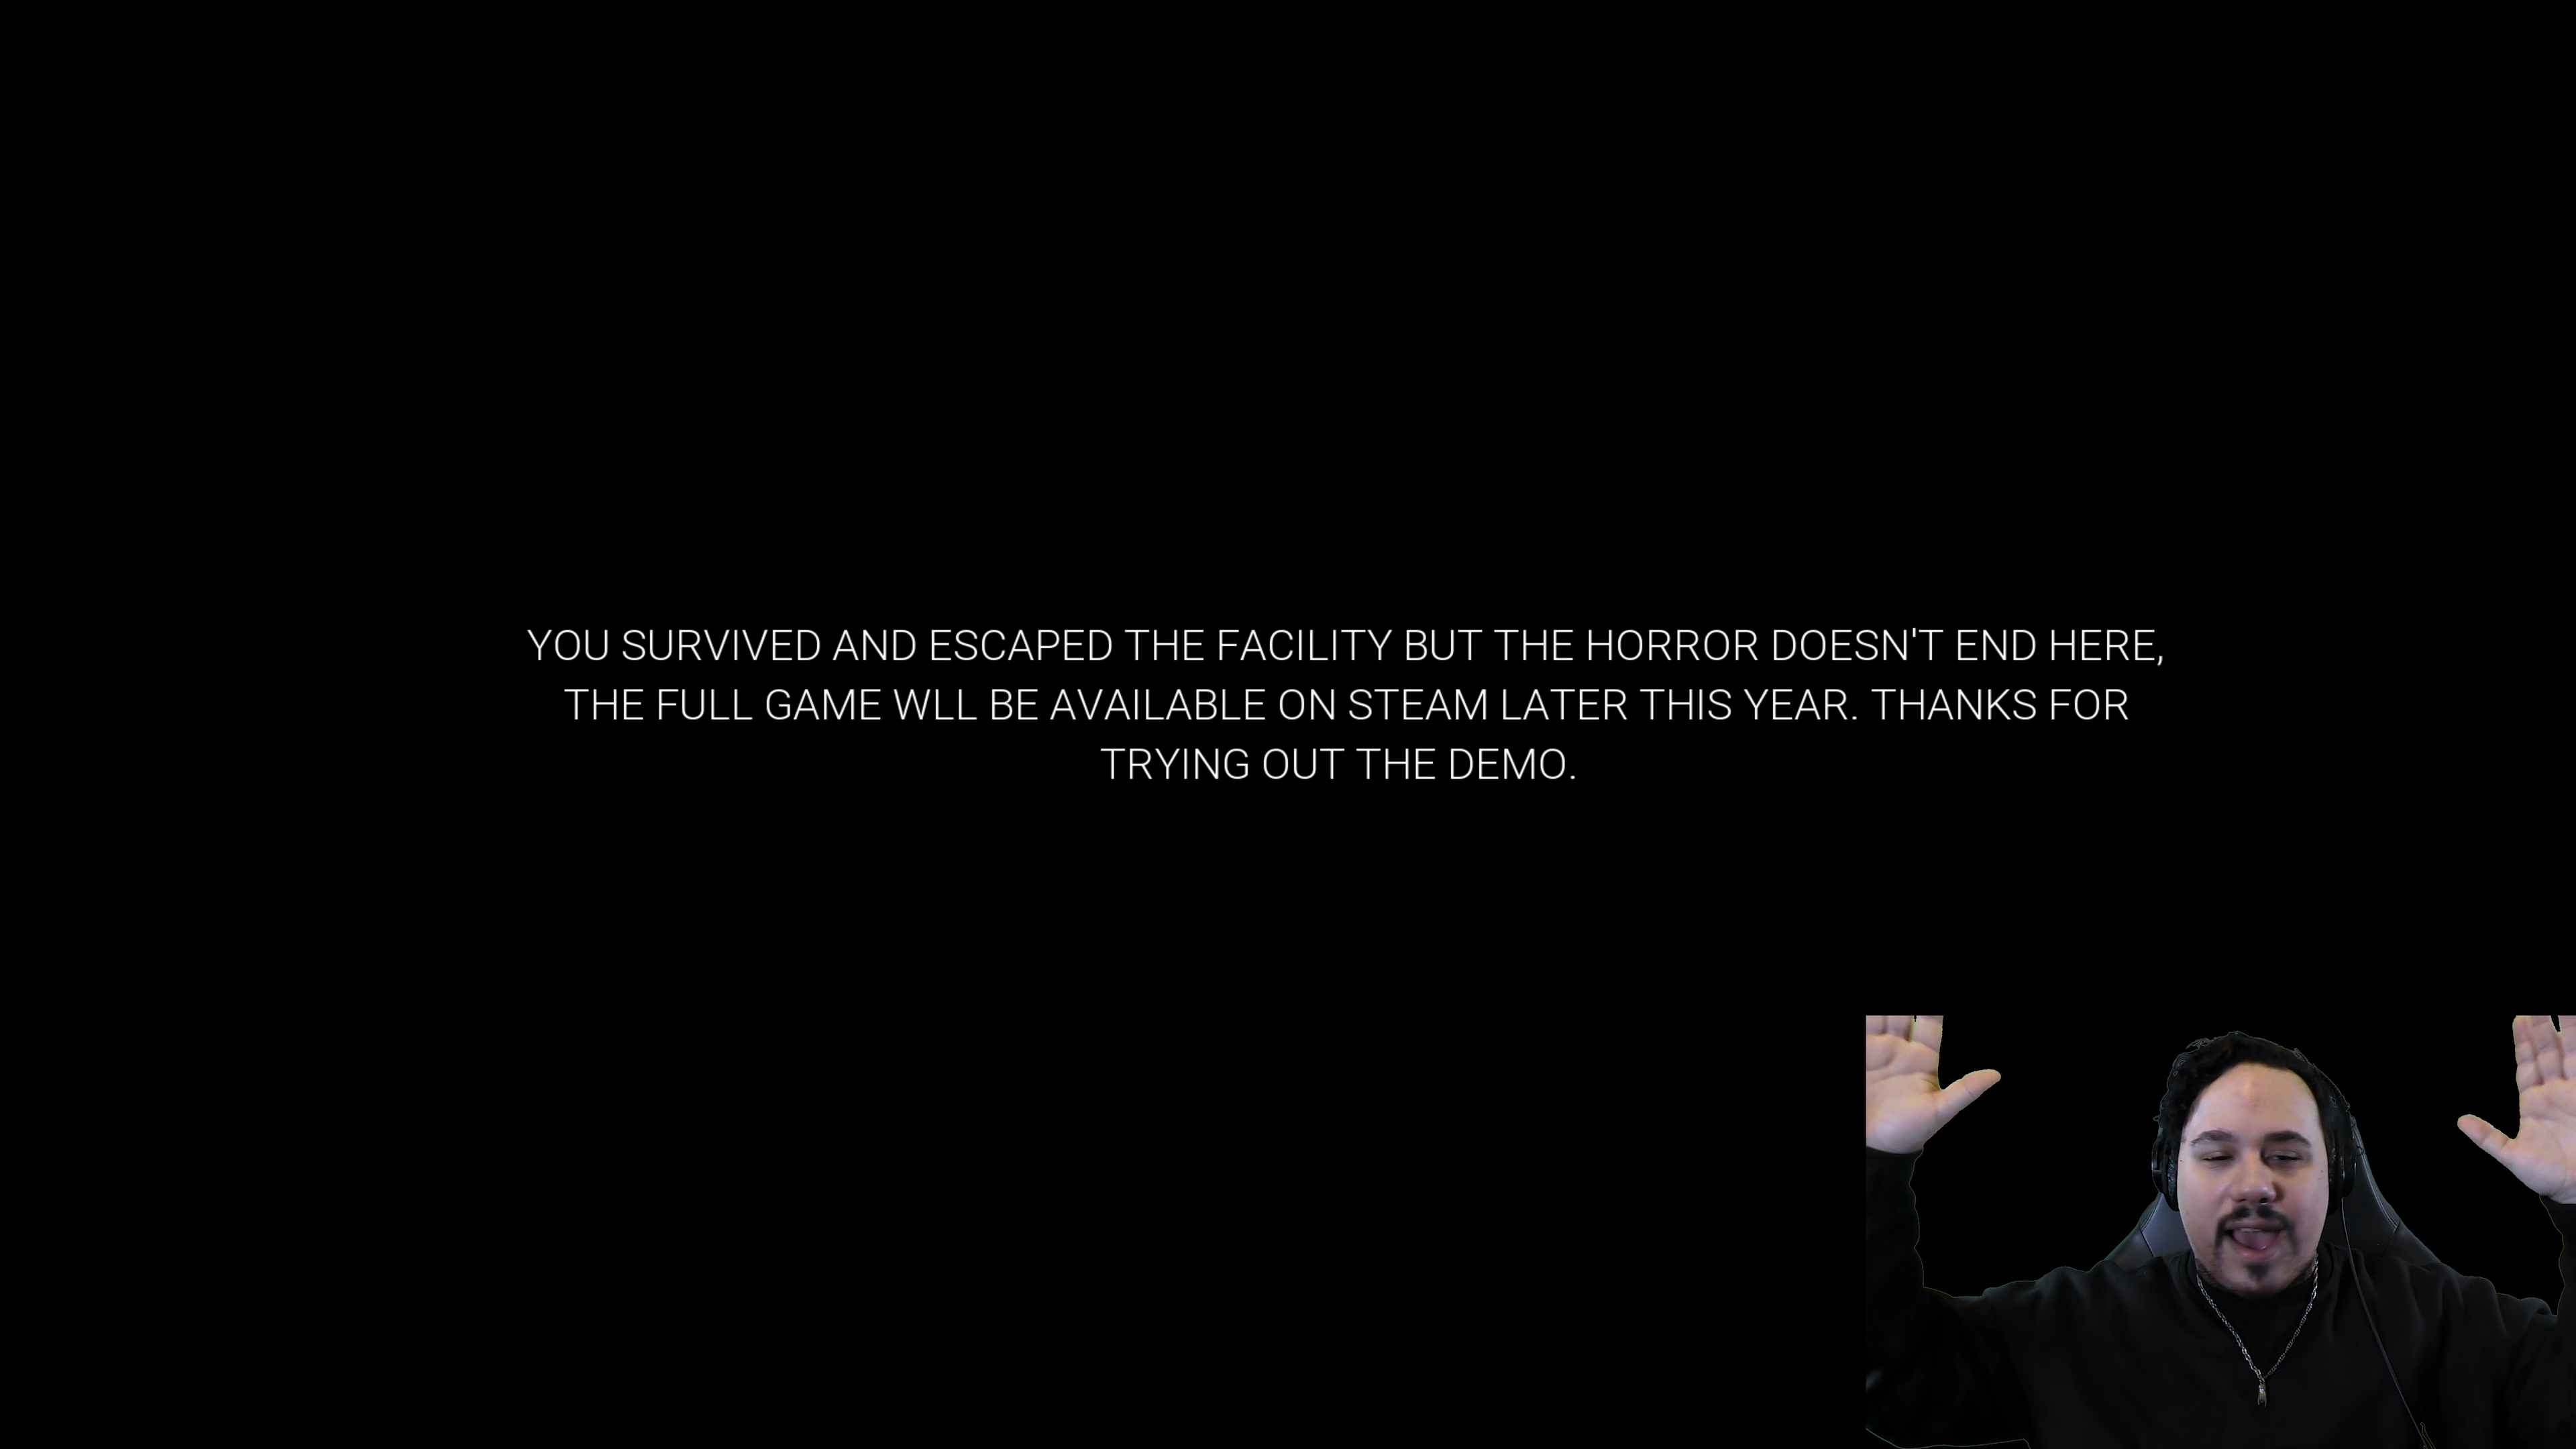 YOU SURVIVED AND ESCAPED THE FACILITY BUT THE HORROR DOESN'T END HERE,
THE FULL GAME WLL BE AVAILABLE ON STEAM LATER THIS YEAR. THANKS FOR
TRYING OUT THE DEMO.